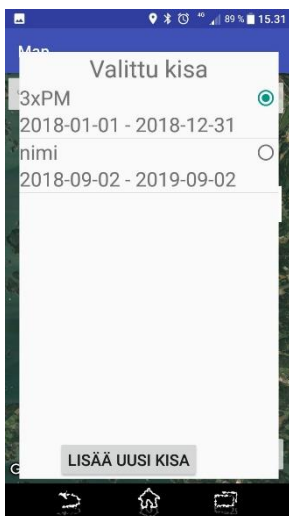 4G 89 % 15.31
Map
Valittu kisa
3xPM
2018-01-01 - 2018-12-31
nimi
2018-09-02 - 2019-09-02
LISÄÄ UUSI KISA
G